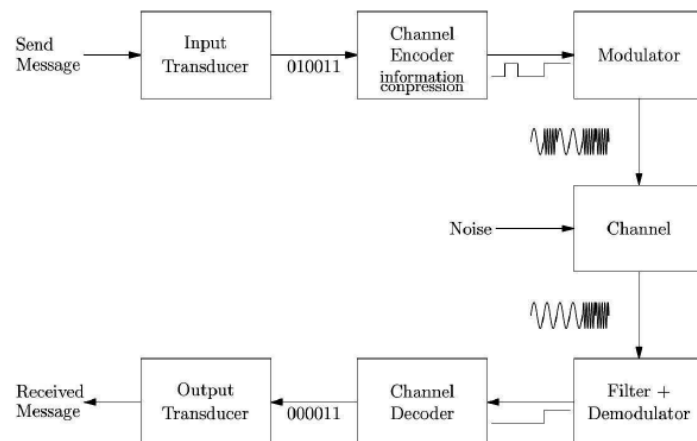 Send
Message
Input
Transducer
010011
Channel
Encoder
information
conpression
Modulator
Noise
Channel
Received
Message
Output
Transducer
000011
Channel
Decoder
Filter +
Demodulator